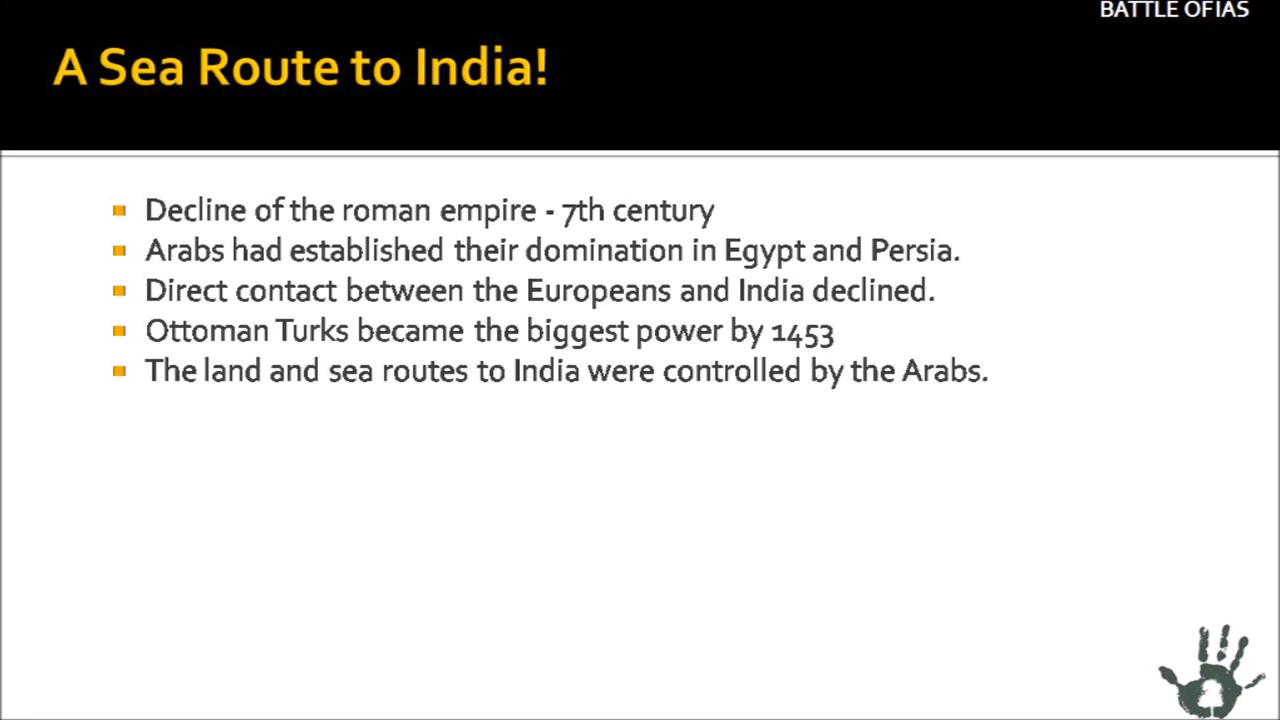 BATTLE OF IAS
A Sea Route to India!
Decline of the roman empire - 7th century
Arabs had established their domination in Egypt and Persia.
Direct contact between the Europeans and India declined.
Ottoman Turks became the biggest power by 1453
The land and sea routes to India were controlled by the Arabs.